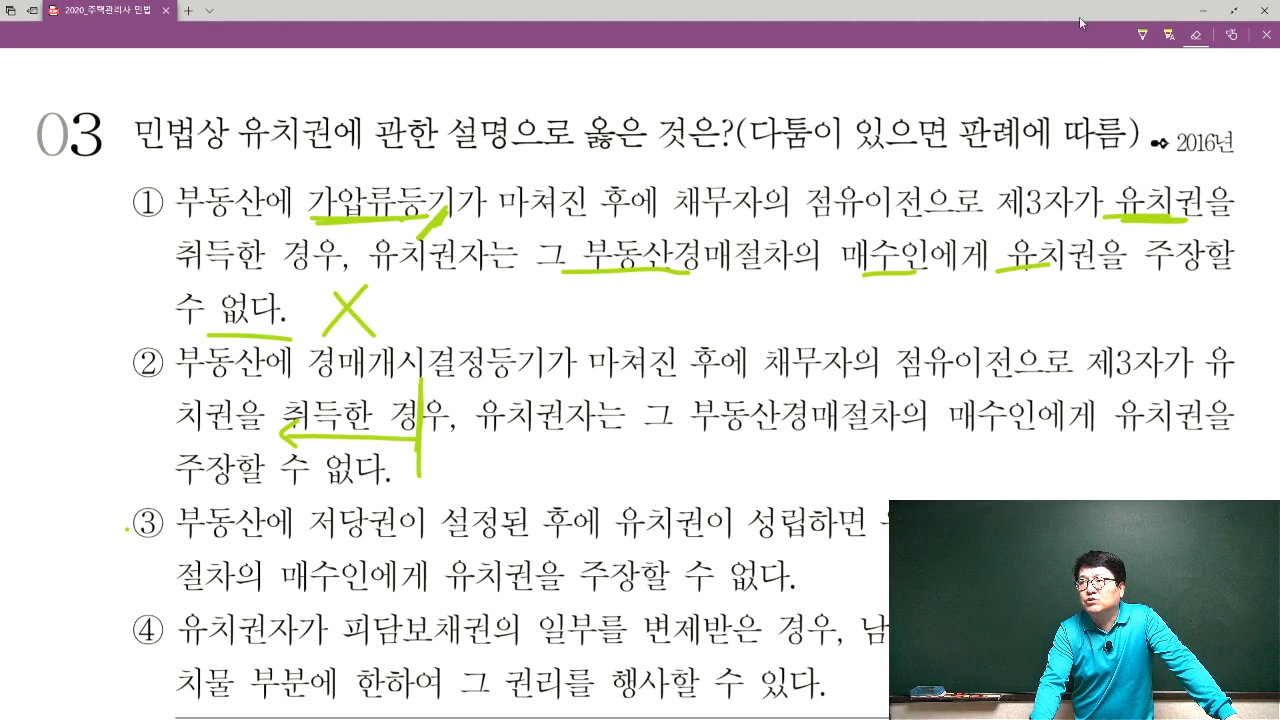 2020_주택관리사 민법
03 민법상 유치권에 관한 설명으로 옳은 것은?(다툼이 있으면 판례에 따름) 2016년
① 부동산에 가압류등기가 마쳐진 후에 채무자의 점유이전으로 제3자가 유치권을
취득한 경우, 유치권자는 그 부동산경매절차의 매수인에게 유치권을 주장할
수 없다.
② 부동산에 경매개시결정등기가 마쳐진 후에 채무자의 점유이전으로 제3자가 유
치권을 취득한 경우, 유치권자는 그 부동산경매절차의 매수인에게 유치권을
주장할 수 없다.
③ 부동산에 저당권이 설정된 후에 유치권이 성립하면
절차의 매수인에게 유치권을 주장할 수 없다.
④ 유치권자가 피담보채권의 일부를 변제받은 경우, 남
치물 부분에 한하여 그 권리를 행사할 수 있다.